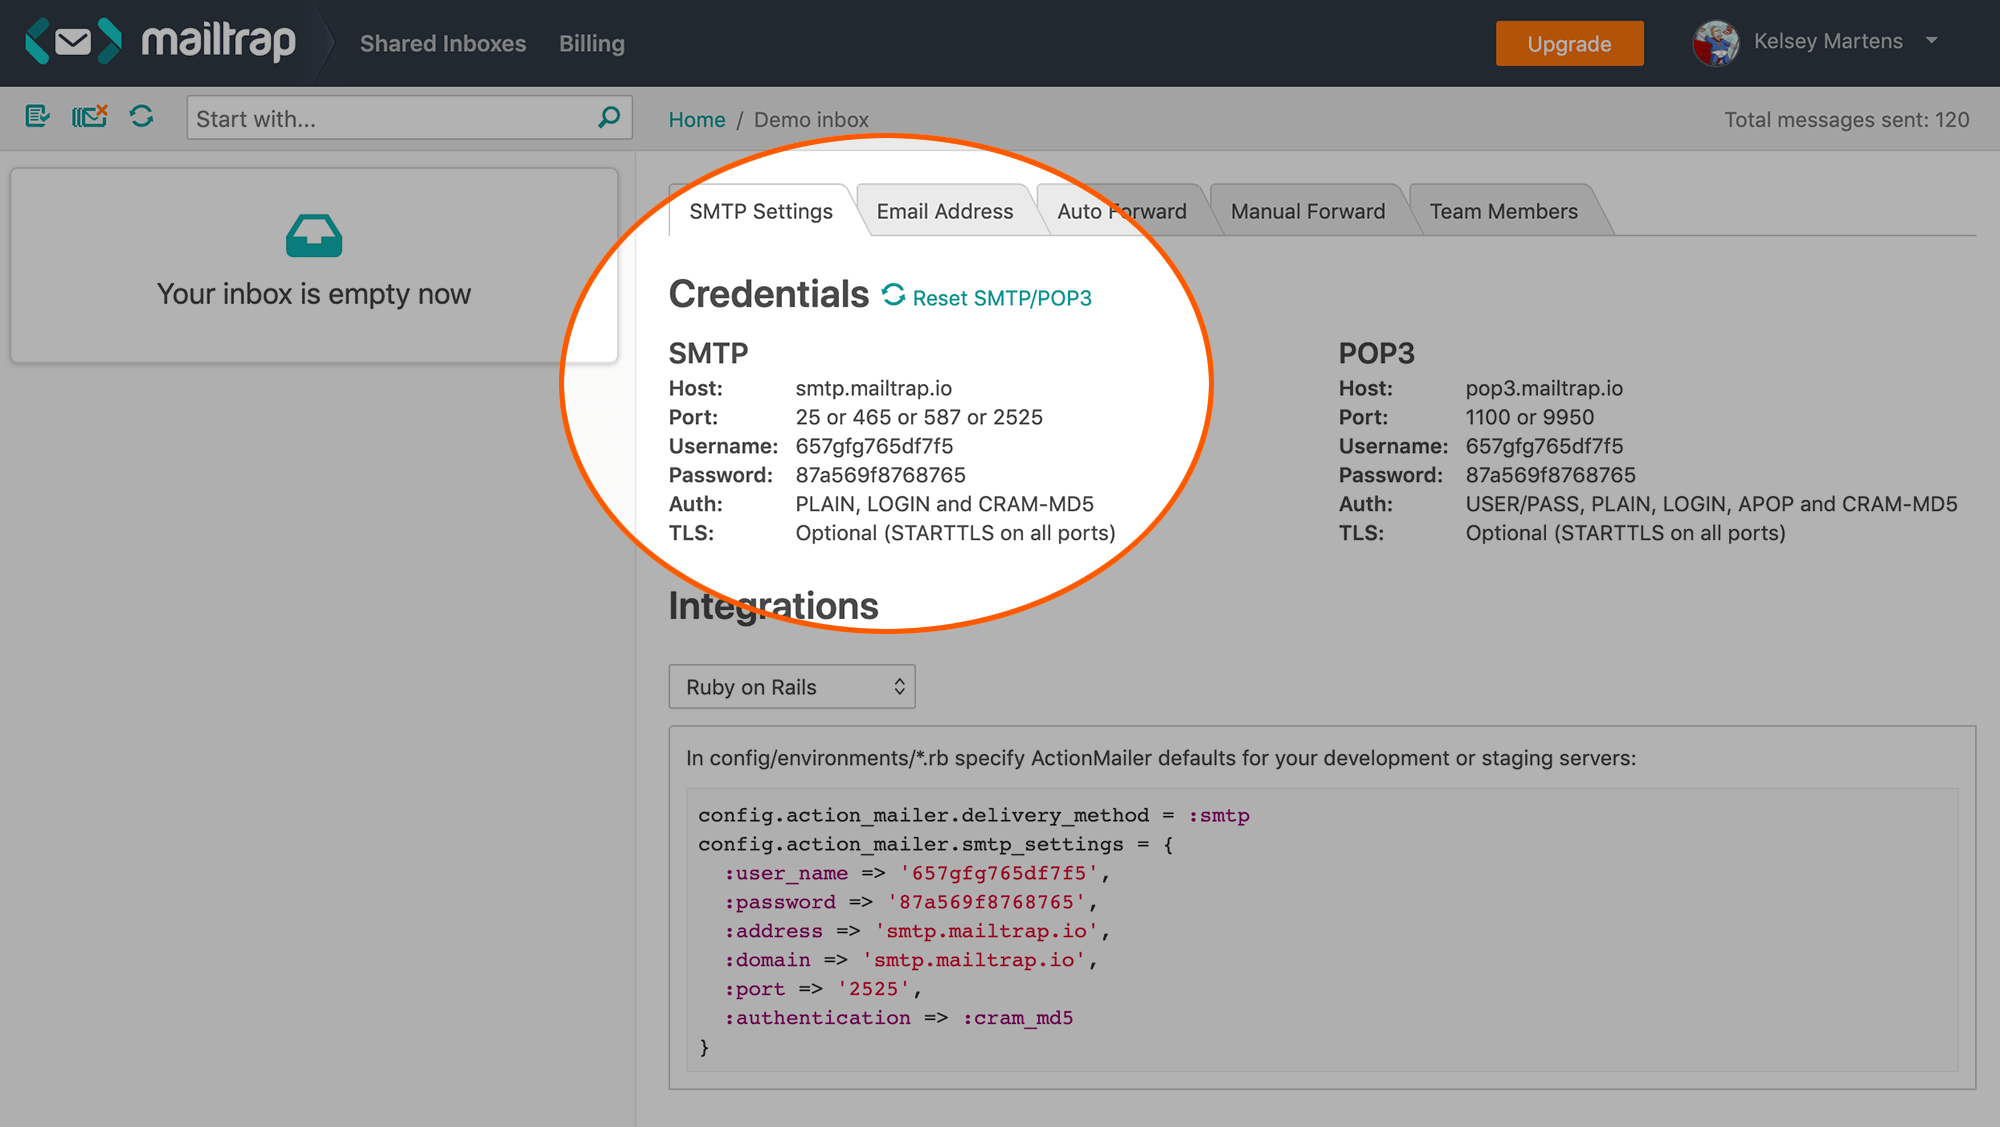 mailtrap Shared Inboxes Billing Upgrade Kelsey Martens
Start with... Home / Demo inbox Total messages sent: 120
Your inbox is empty now
SMTP Settings Email Address Auto Forward Manual Forward Team Members
Credentials Reset SMTP/POP3
SMTP
Host: smtp.mailtrap.io
Port: 25 or 465 or 587 or 2525
Username: 657gfg765df7f5
Password: 87a569f8768765
Auth: PLAIN, LOGIN and CRAM-MD5
TLS: Optional (STARTTLS on all ports)
POP3
Host: pop3.mailtrap.io
Port: 1100 or 9950
Username: 657gfg765df7f5
Password: 87a569f8768765
Auth: USER/PASS, PLAIN, LOGIN, APOP and CRAM-MD5
TLS: Optional (STARTTLS on all ports)
Integrations
Ruby on Rails
In config/environments/*.rb specify ActionMailer defaults for your development or staging servers:
config.action_mailer.delivery_method = :smtp
config.action_mailer.smtp_settings = {
:user_name => '657gfg765df7f5',
:password => '87a569f8768765',
:address => 'smtp.mailtrap.io',
:domain => 'smtp.mailtrap.io',
:port => '2525',
:authentication => :cram_md5
}